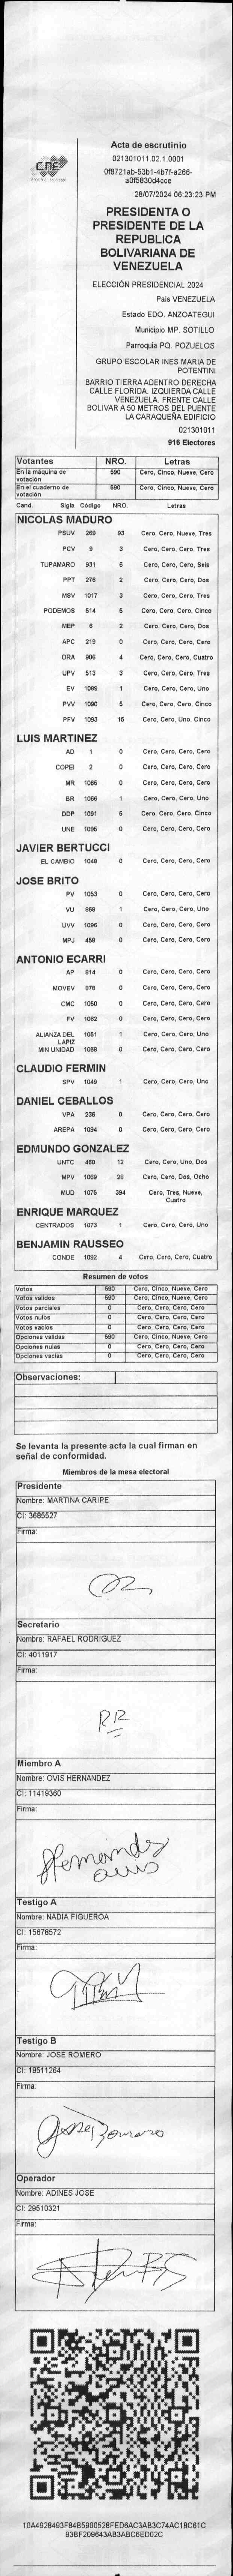 CNE
Acta de escrutinio
021301011.02.1.0001
0f8721ab-53b1-4b7f-a266-
a0f5830d4cce
28/07/2024 06:23:23 PM
PRESIDENTA O
PRESIDENTE DE LA
REPUBLICA
BOLIVARIANA DE
VENEZUELA
ELECCIÓN PRESIDENCIAL 2024
Pais VENEZUELA
Estado EDO. ANZOATEGUI
Municipio MP. SOTILLO
Parroquia PQ. POZUELOS
GRUPO ESCOLAR INES MARIA DE
POTENTINI
BARRIO TIERRA ADENTRO DERECHA
CALLE FLORIDA. IZQUIERDA CALLE
VENEZUELA. FRENTE CALLE
BOLIVAR A 50 METROS DEL PUENTE
LA CARAQUEÑA EDIFICIO
021301011
916 Electores
Votantes NRO. Letras
En la máquina de votación 590 Cero, Cinco, Nueve, Cero
En el cuaderno de votación 590 Cero, Cinco, Nueve, Cero
Cand. Sigla Código NRO. Letras
NICOLAS MADURO
PSUV 269 93 Cero, Cero, Nueve, Tres
PCV 9 3 Cero, Cero, Cero, Tres
TUPAMARO 931 6 Cero, Cero, Cero, Seis
PPT 276 2 Cero, Cero, Cero, Dos
MSV 1017 3 Cero, Cero, Cero, Tres
PODEMOS 514 5 Cero, Cero, Cero, Cinco
MEP 6 2 Cero, Cero, Cero, Dos
APC 219 0 Cero, Cero, Cero, Cero
ORA 906 4 Cero, Cero, Cero, Cuatro
UPV 513 3 Cero, Cero, Cero, Tres
EV 1089 1 Cero, Cero, Cero, Uno
PVV 1090 5 Cero, Cero, Cero, Cinco
PFV 1093 15 Cero, Cero, Uno, Cinco
LUIS MARTINEZ
AD 1 0 Cero, Cero, Cero, Cero
COPEI 2 0 Cero, Cero, Cero, Cero
MR 1065 0 Cero, Cero, Cero, Cero
BR 1066 1 Cero, Cero, Cero, Uno
DDP 1091 5 Cero, Cero, Cero, Cinco
UNE 1095 0 Cero, Cero, Cero, Cero
JAVIER BERTUCCI
EL CAMBIO 1048 0 Cero, Cero, Cero, Cero
JOSE BRITO
PV 1053 0 Cero, Cero, Cero, Cero
VU 868 1 Cero, Cero, Cero, Uno
UVV 1096 0 Cero, Cero, Cero, Cero
MPJ 458 0 Cero, Cero, Cero, Cero
ANTONIO ECARRI
AP 814 0 Cero, Cero, Cero, Cero
MOVEV 878 0 Cero, Cero, Cero, Cero
CMC 1050 0 Cero, Cero, Cero, Cero
FV 1062 0 Cero, Cero, Cero, Cero
ALIANZA DEL LAPIZ 1051 1 Cero, Cero, Cero, Uno
MIN UNIDAD 1068 0 Cero, Cero, Cero, Cero
CLAUDIO FERMIN
SPV 1049 1 Cero, Cero, Cero, Uno
DANIEL CEBALLOS
VPA 236 0 Cero, Cero, Cero, Cero
AREPA 1094 0 Cero, Cero, Cero, Cero
EDMUNDO GONZALEZ
UNTC 460 12 Cero, Cero, Uno, Dos
MPV 1069 28 Cero, Cero, Dos, Ocho
MUD 1075 394 Cero, Tres, Nueve, Cuatro
ENRIQUE MARQUEZ
CENTRADOS 1073 1 Cero, Cero, Cero, Uno
BENJAMIN RAUSSEO
CONDE 1092 4 Cero, Cero, Cero, Cuatro
Resumen de votos
Votos 590 Cero, Cinco, Nueve, Cero
Votos validos 590 Cero, Cinco, Nueve, Cero
Votos parciales 0 Cero, Cero, Cero, Cero
Votos nulos 0 Cero, Cero, Cero, Cero
Votos vacios 0 Cero, Cero, Cero, Cero
Opciones validas 590 Cero, Cinco, Nueve, Cero
Opciones nulas 0 Cero, Cero, Cero, Cero
Opciones vacias 0 Cero, Cero, Cero, Cero
Observaciones:
Se levanta la presente acta la cual firman en
señal de conformidad.
Miembros de la mesa electoral
Presidente
Nombre: MARTINA CARIPE
CI: 3685527
Firma:
Secretario
Nombre: RAFAEL RODRIGUEZ
CI: 4011917
Firma:
RR
Miembro A
Nombre: OVIS HERNANDEZ
CI: 11419360
Firma:
Hernandez
Ovis
Testigo A
Nombre: NADIA FIGUEROA
CI: 15678572
Firma:
Testigo B
Nombre: JOSE ROMERO
CI: 18511264
Firma:
Jose Romero
Operador
Nombre: ADINES JOSE
CI: 29510321
Firma:
10A4928493F84B5900528FED6AC3AB3C74AC18C61C
93BF209643AB3ABC6ED02C